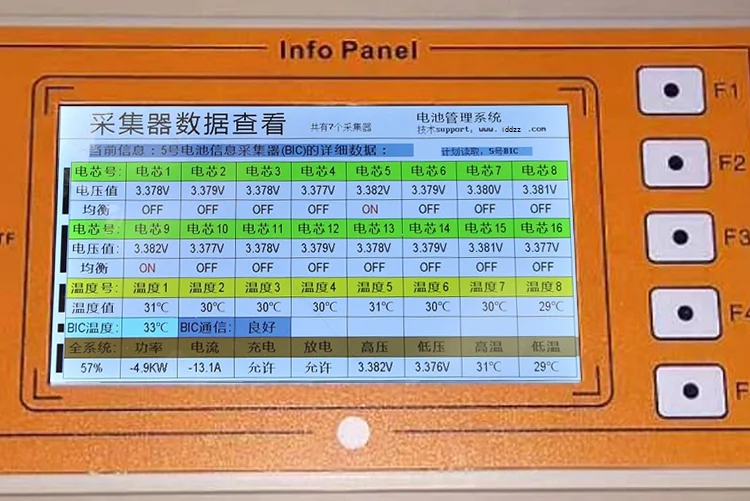 Info Panel
采集器数据查看 共有7个采集器 电池管理系统
技术support: www.iddzz.com
当前信息:5号电池信息采集器(BIC)的详细数据: 计划读取,5号BIC
电芯号: 电芯1 电芯2 电芯3 电芯4 电芯5 电芯6 电芯7 电芯8
电压值 3.378V 3.379V 3.378V 3.377V 3.382V 3.379V 3.380V 3.381V
均衡 OFF OFF OFF OFF ON OFF OFF OFF
电芯号: 电芯9 电芯10 电芯11 电芯12 电芯13 电芯14 电芯15 电芯16
电压值: 3.382V 3.377V 3.378V 3.377V 3.378V 3.379V 3.381V 3.377V
均衡 ON OFF OFF OFF OFF OFF OFF OFF
温度号: 温度1 温度2 温度3 温度4 温度5 温度6 温度7 温度8
温度值 31℃ 30℃ 30℃ 30℃ 31℃ 30℃ 30℃ 29℃
BIC温度: 33℃ BIC通信: 良好
全系统: 功率 电流 充电 放电 高压 低压 高温 低温
57% -4.9KW -13.1A 允许 允许 3.382V 3.376V 31℃ 29℃
F1
F2
F3
F4
F
TF